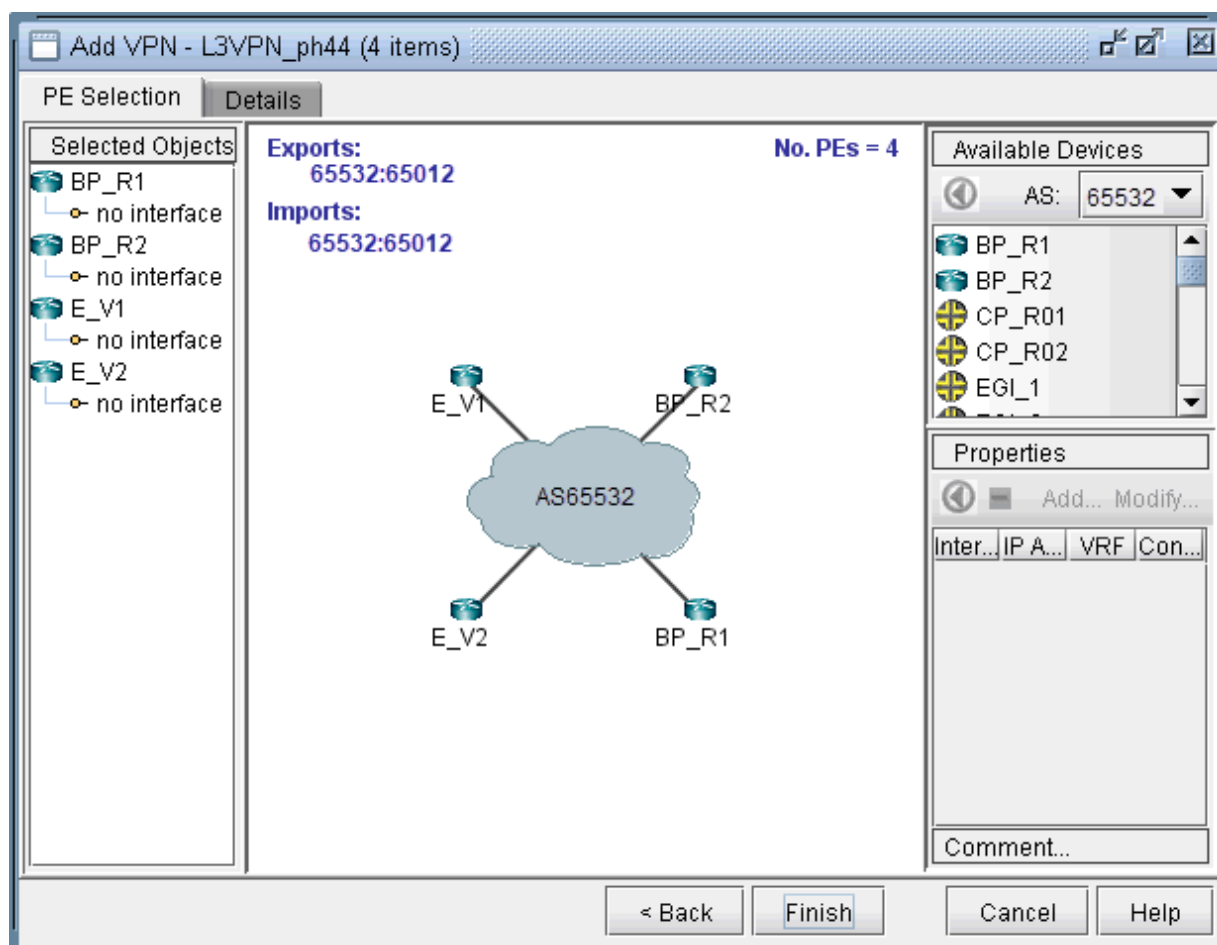 Add VPN - L3VPN_ph44 (4 items)
PE Selection
Details
Selected Objects
BP_R1
no interface
BP_R2
no interface
E_V1
no interface
E_V2
no interface
Exports:
65532:65012
Imports:
65532:65012
No. PEs = 4
E_V1
BP_R2
AS65532
E_V2
BP_R1
Available Devices
AS: 65532
BP_R1
BP_R2
CP_R01
CP_R02
EGI_1
Properties
Add... Modify...
Inter... IP A... VRF Con...
Comment...
< Back Finish Cancel Help